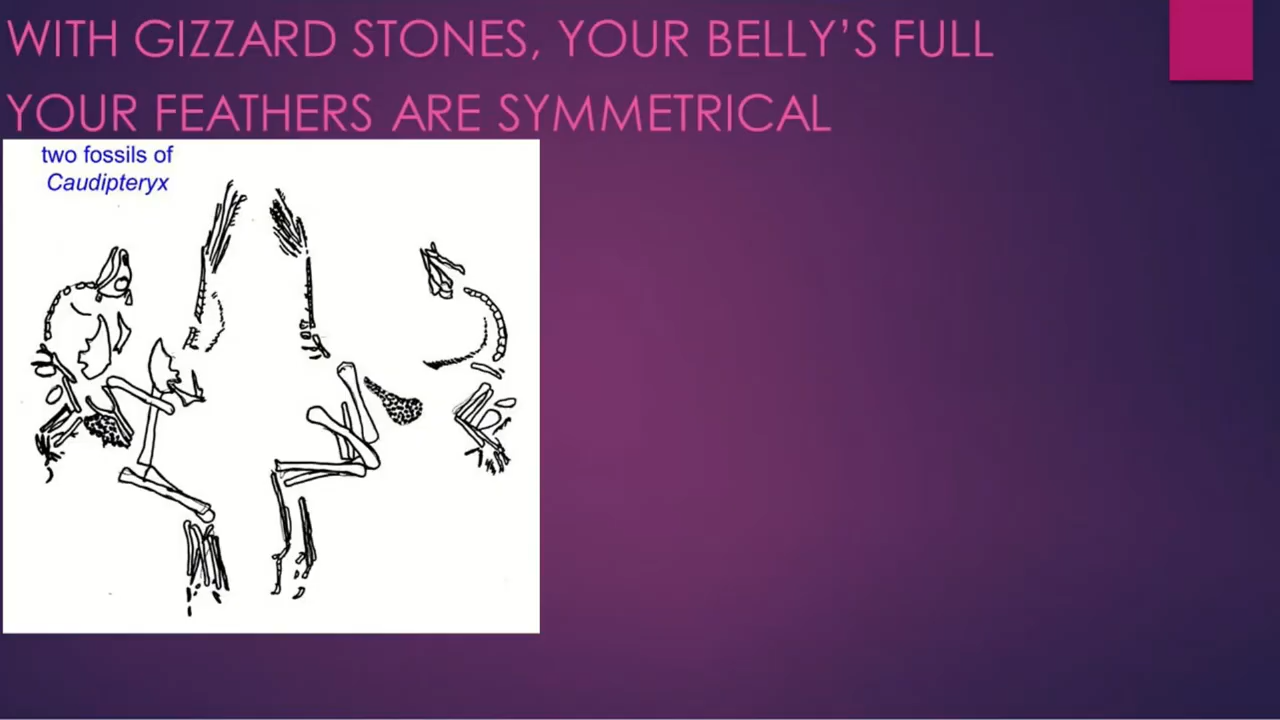 WITH GIZZARD STONES, YOUR BELLY’S FULL
YOUR FEATHERS ARE SYMMETRICAL
two fossils of
Caudipteryx